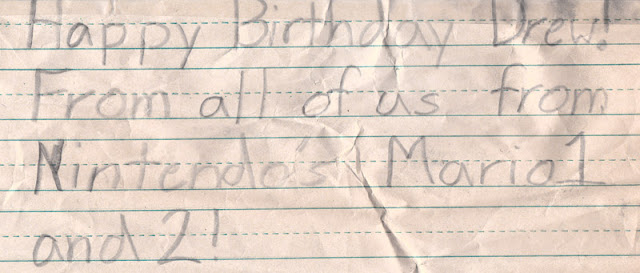 Happy Birthday Drew!
From all of us from
Nintendo's Mario 1
and 2!